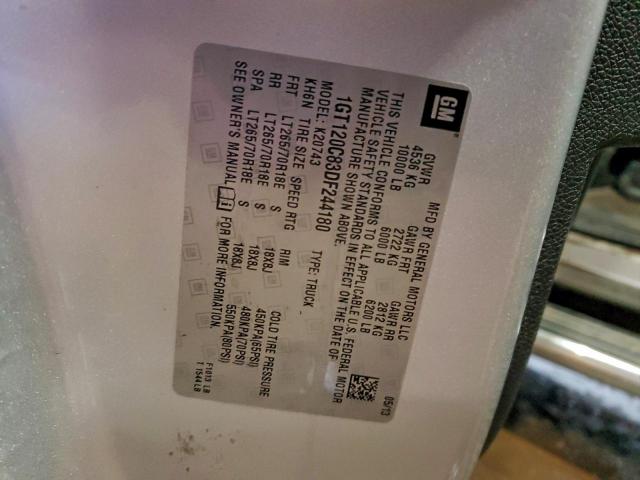 GM
MFD BY GENERAL MOTORS LLC 05/13
GVWR GAWR FRT GAWR RR
4536 KG 2722 KG 2812 KG
10000 LB 6000 LB 6200 LB
THIS VEHICLE CONFORMS TO ALL APPLICABLE U.S. FEDERAL MOTOR
VEHICLE SAFETY STANDARDS IN EFFECT ON THE DATE OF
MANUFACTURE SHOWN ABOVE.
1GT120C83DF244180 TYPE: TRUCK
MODEL: K20743
KH6N TIRE SIZE SPEED RTG RIM COLD TIRE PRESSURE
FRT LT265/70R18E S 18X8J 450KPA(65PSI)
RR LT265/70R18E S 18X8J 480KPA(70PSI)
SPA LT265/70R18E S 18X8J 550KPA(80PSI)
SEE OWNER'S MANUAL FOR MORE INFORMATION.
F1013 LB
T 1544LB